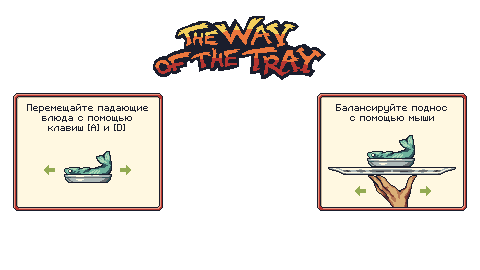 THE WAY
OF THE TRAY
Перемещайте падающие
блюда с помощью
клавиш [A] и [D]
Балансируйте поднос
с помощью мыши